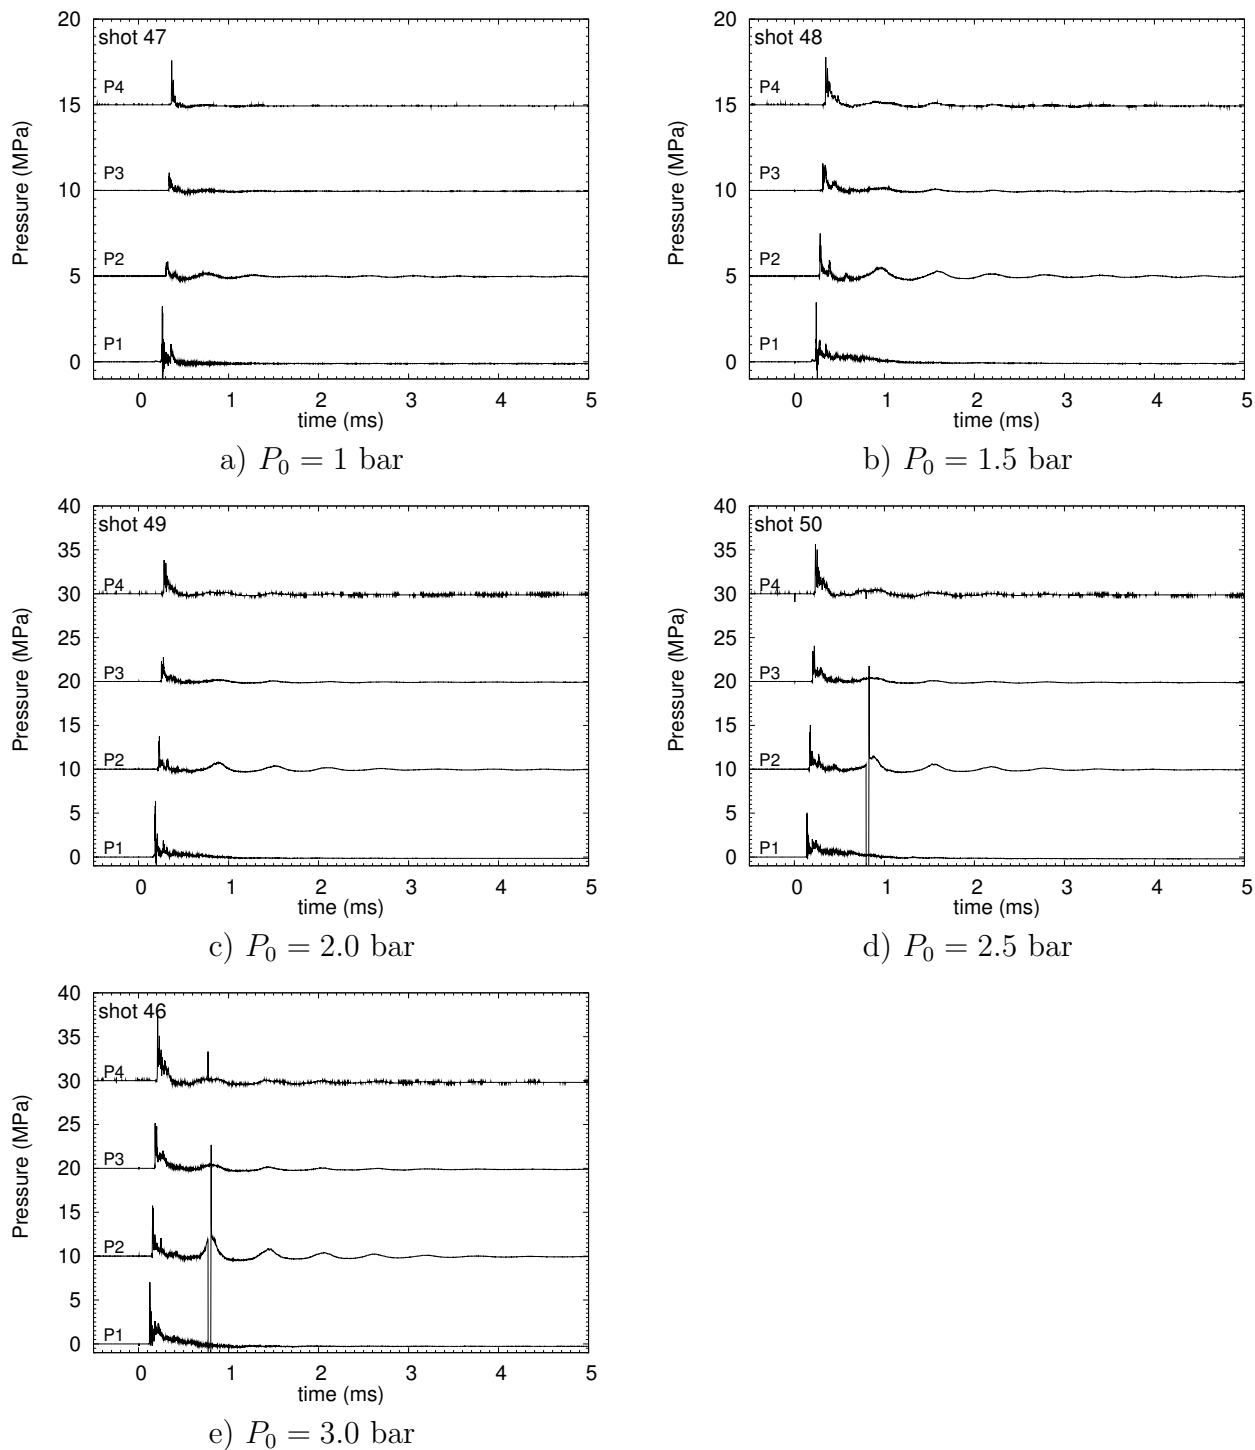 20
shot 47
P4
15
P3
10
P2
5
P1
0
Pressure (MPa)
0 1 2 3 4 5
time (ms)
a) P₀ = 1 bar
20
shot 48
P4
15
P3
10
P2
5
P1
0
Pressure (MPa)
0 1 2 3 4 5
time (ms)
b) P₀ = 1.5 bar
40
shot 49
35
P4
30
25
P3
20
15
P2
10
5
P1
0
Pressure (MPa)
0 1 2 3 4 5
time (ms)
c) P₀ = 2.0 bar
40
shot 50
35
P4
30
25
P3
20
15
P2
10
5
P1
0
Pressure (MPa)
0 1 2 3 4 5
time (ms)
d) P₀ = 2.5 bar
40
shot 46
35
P4
30
25
P3
20
15
P2
10
5
P1
0
Pressure (MPa)
0 1 2 3 4 5
time (ms)
e) P₀ = 3.0 bar